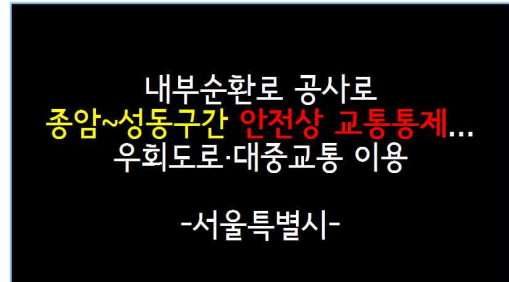 내부순환로 공사로
종암~성동구간 안전상 교통통제...
우회도로·대중교통 이용
-서울특별시-